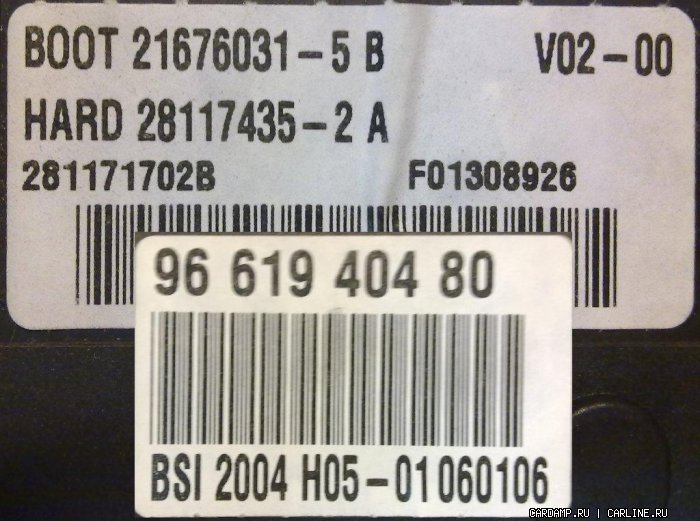 BOOT 21676031-5 B V02-00
HARD 28117435-2 A
281171702B F01308926
96 619 404 80
BSI 2004 H05-01060106
CARDAMP.RU | CARLINE.RU